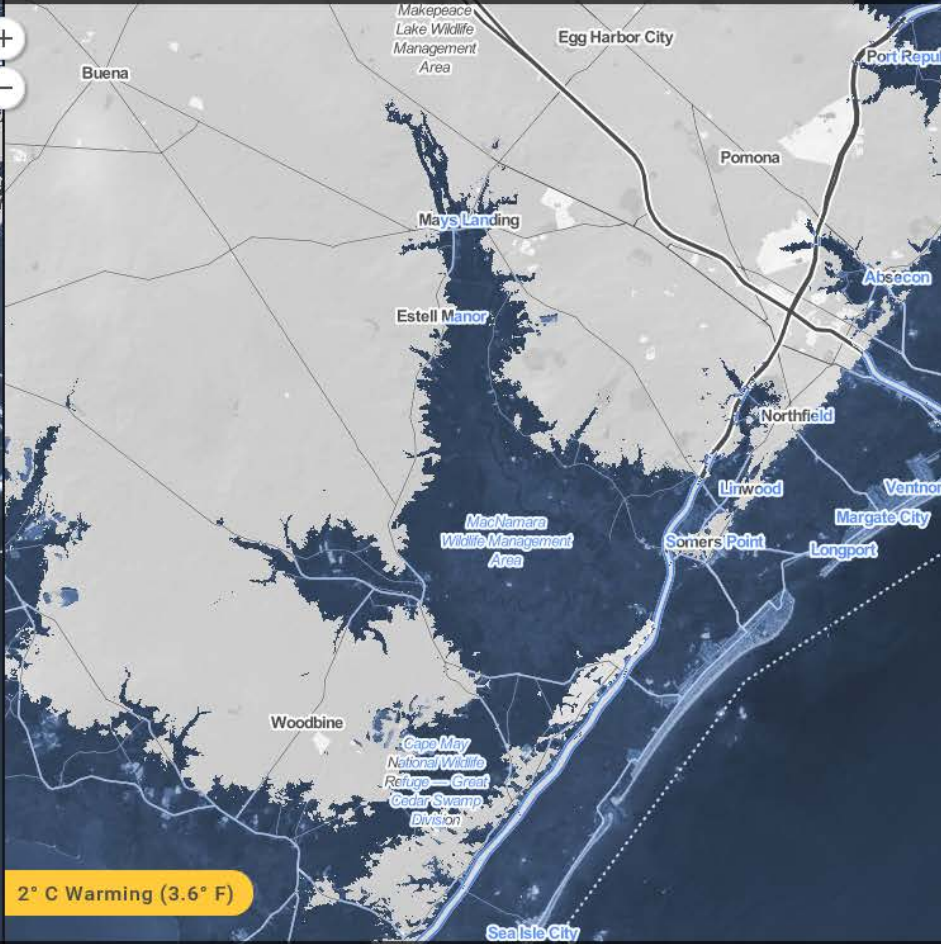 +
−
Makepeace
Lake Wildlife
Management
Area
Egg Harbor City
Port Repul
Buena
Pomona
Mays Landing
Absecon
Estell Manor
Northfield
Linwood
Ventnor
Margate City
MacNamara
Wildlife Management
Area
Somers Point
Longport
Woodbine
Cape May
National Wildlife
Refuge — Great
Cedar Swamp
Division
2° C Warming (3.6° F)
Sea Isle City